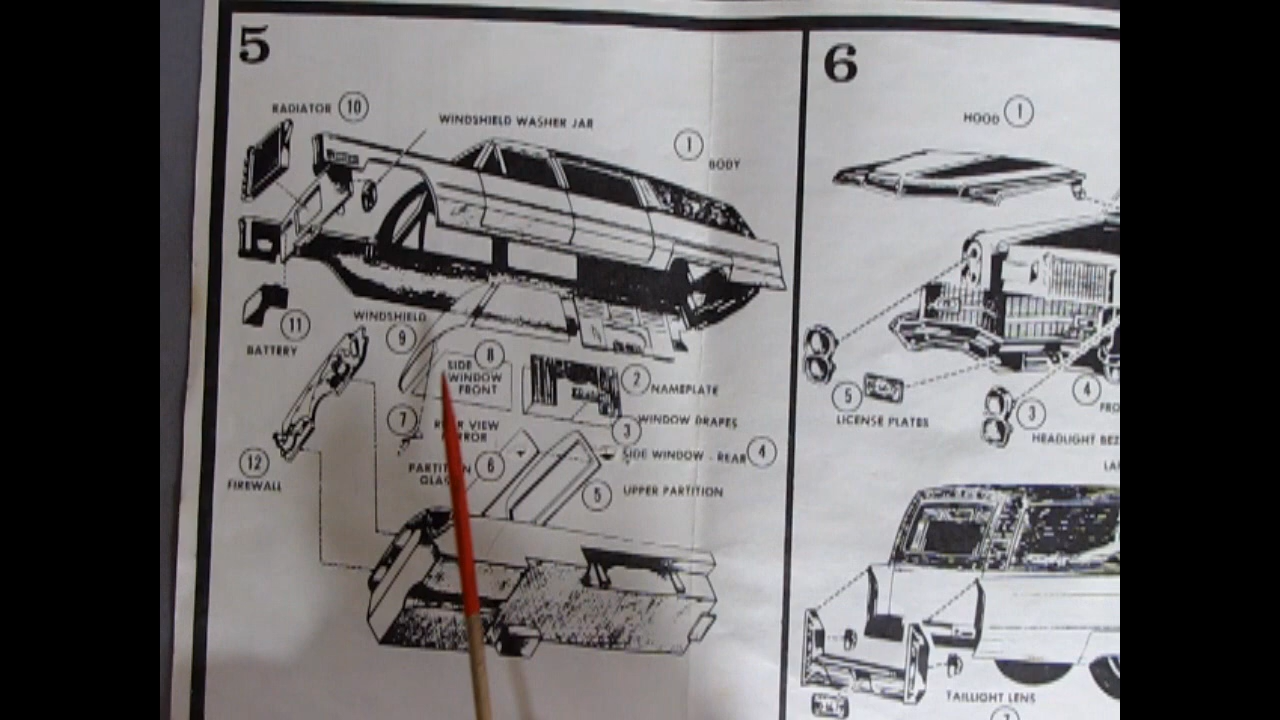 5
RADIATOR 10
WINDSHIELD WASHER JAR
1 BODY
WINDSHIELD
9
11
BATTERY
8
SIDE
WINDOW
FRONT
2 NAMEPLATE
WINDOW DRAPES
3
7
VIEW
12
FIREWALL
6
SIDE WINDOW - REAR 4
5 UPPER PARTITION
6
HOOD 1
5
LICENSE PLATES
4
3
HEADLIGHT
TAILLIGHT LENS